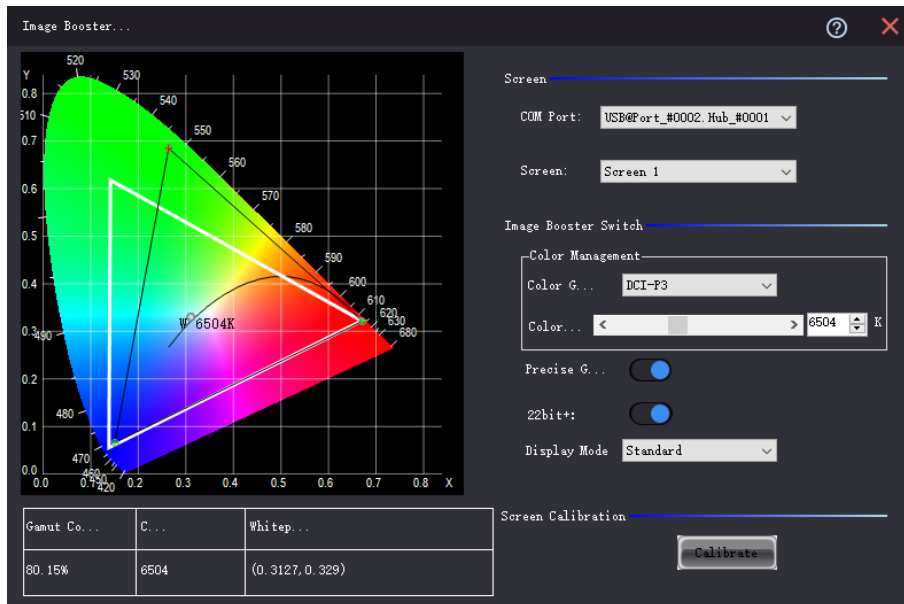 Image Booster...
Screen
COM Port: USB@Port_#0002.Hub_#0001
Screen: Screen 1
Image Booster Switch
Color Management
Color G... DCI-P3
Color... 6504 K
Precise G...
22bit+:
Display Mode Standard
Screen Calibration
Calibrate
Y
520
530
540
550
560
570
580
590
600
610
620
630
680
510
490
480
470
460
450
420
0.8
0.7
0.6
0.5
0.4
0.3
0.2
0.1
0.0
W 6504K
0.0 0.1 0.2 0.3 0.4 0.5 0.6 0.7 0.8 X
Gamut Co... C... Whitep...
80.15% 6504 (0.3127,0.329)